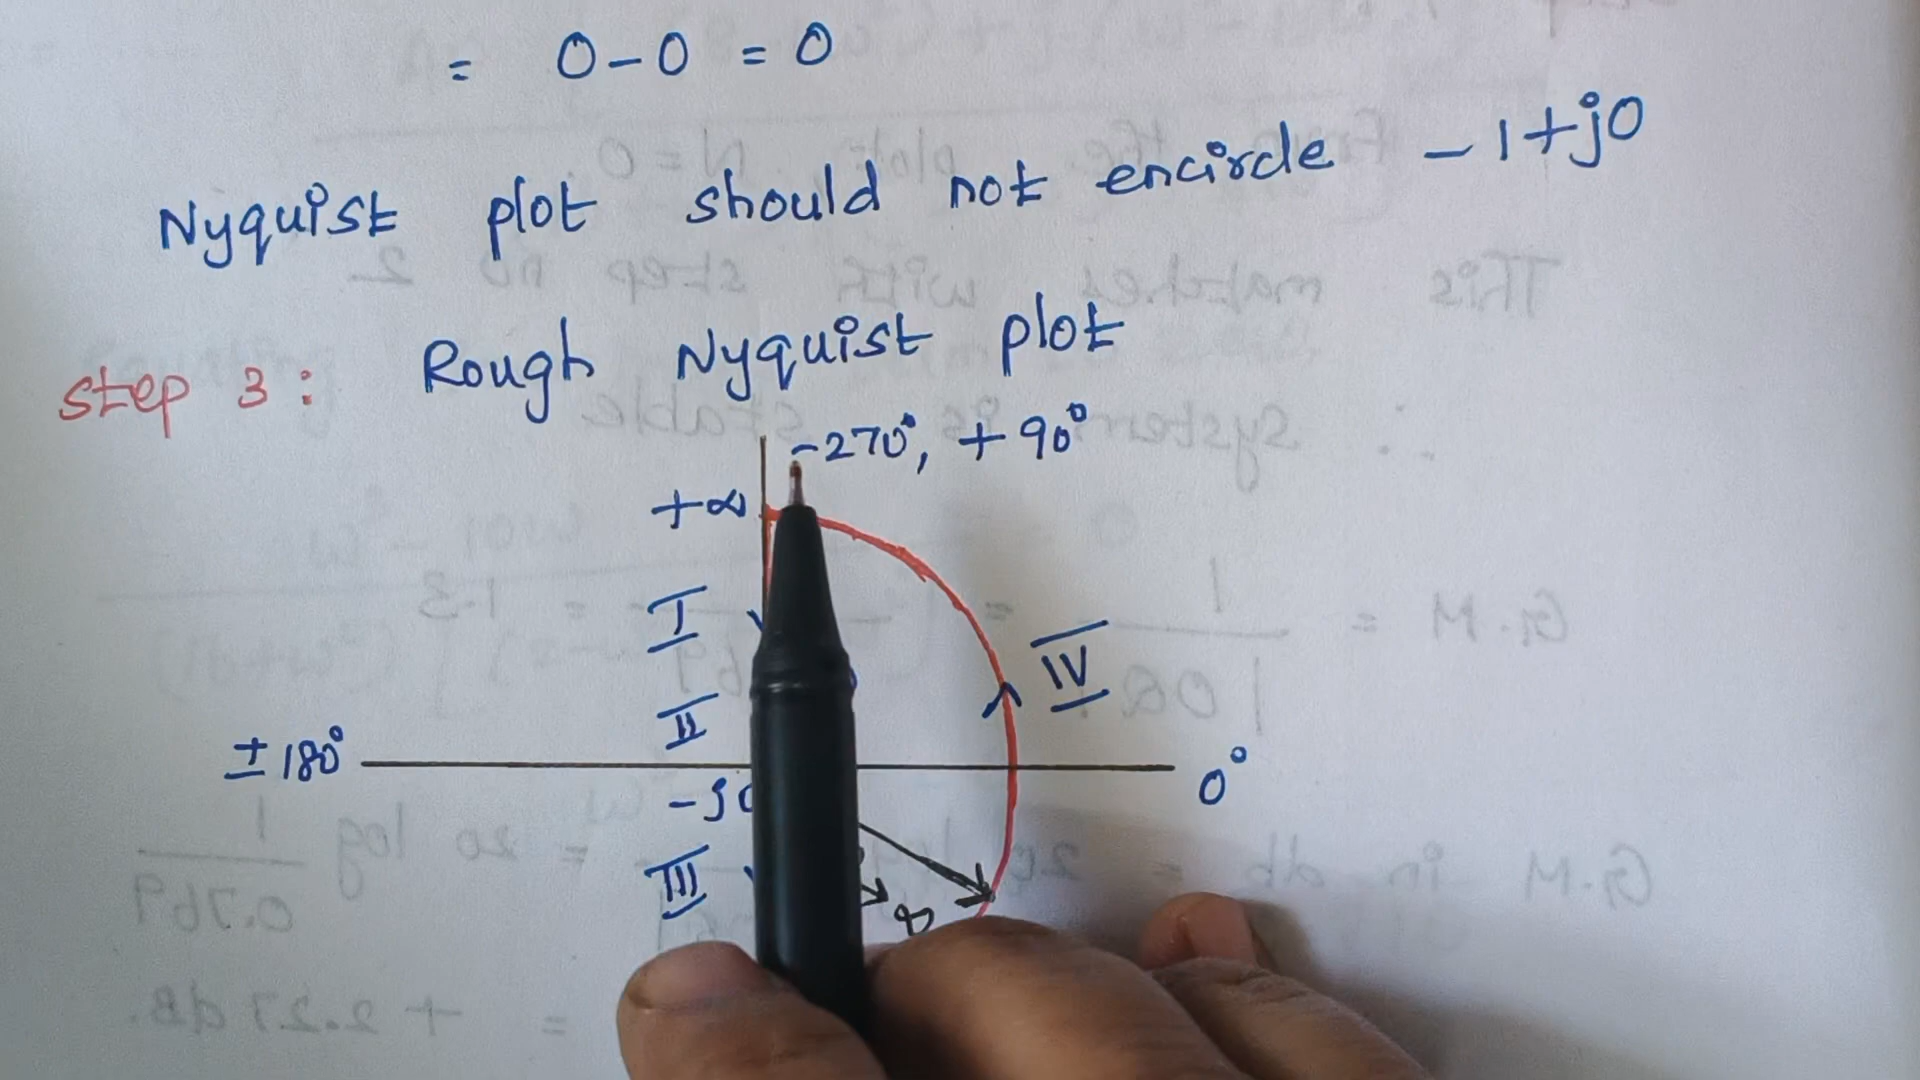 = 0-0 = 0
Nyquist plot should not encircle -1+j0
step 3: Rough Nyquist plot
-270°, +90°
+∞
I
II
IV
±180°
0°
III
∞